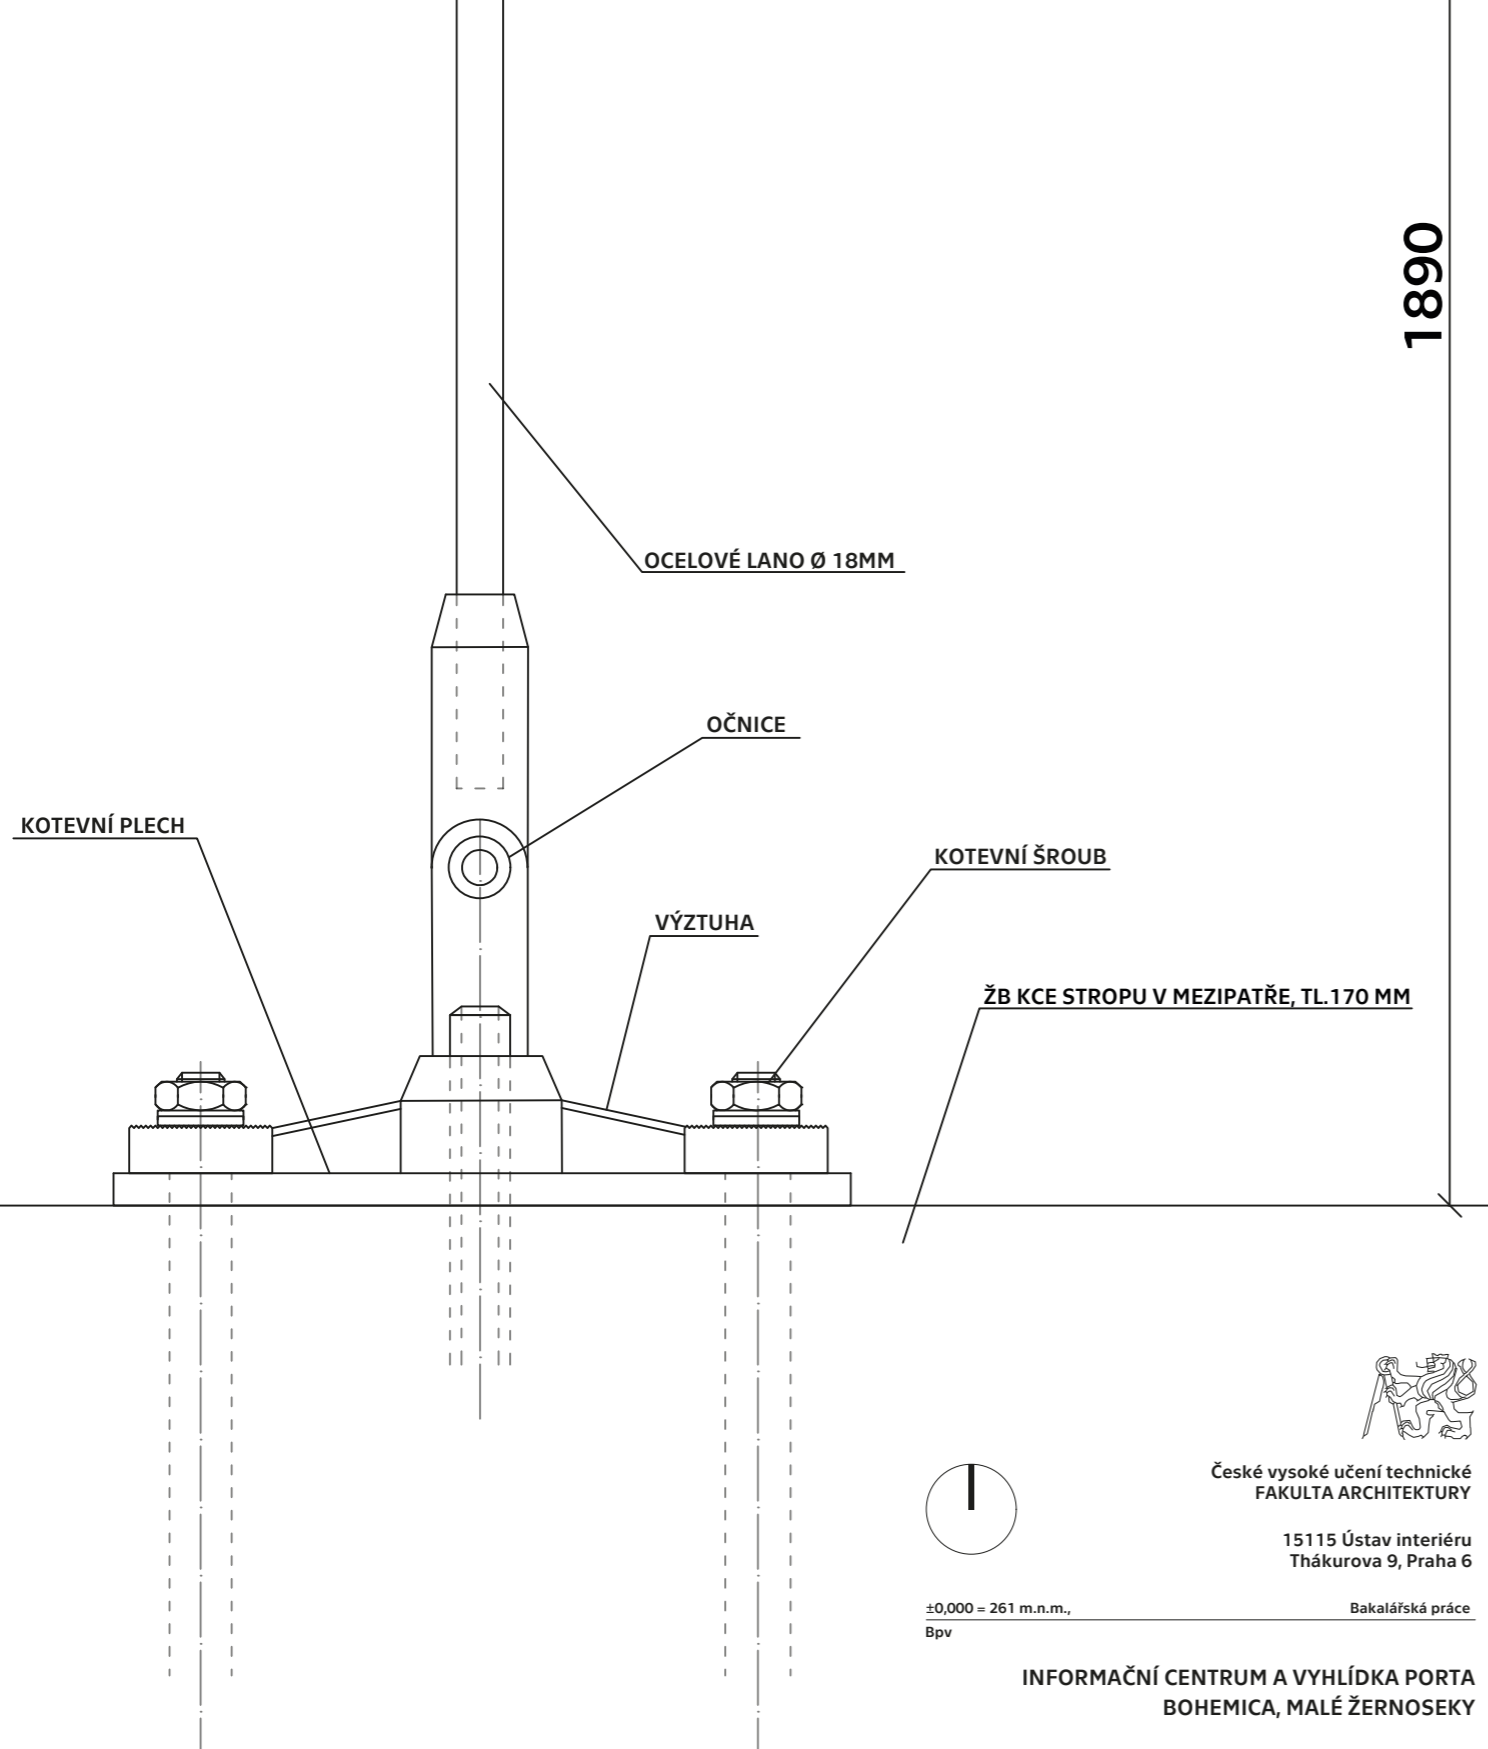 1890
OCELOVÉ LANO Ø 18MM
OČNICE
KOTEVNÍ PLECH
KOTEVNÍ ŠROUB
VÝZTUHA
ŽB KCE STROPU V MEZIPATŘE, TL.170 MM
České vysoké učení technické
FAKULTA ARCHITEKTURY
15115 Ústav interiéru
Thákurova 9, Praha 6
±0,000 = 261 m.n.m.,
Bakalářská práce
Bpv
INFORMAČNÍ CENTRUM A VYHLÍDKA PORTA
BOHEMICA, MALÉ ŽERNOSEKY